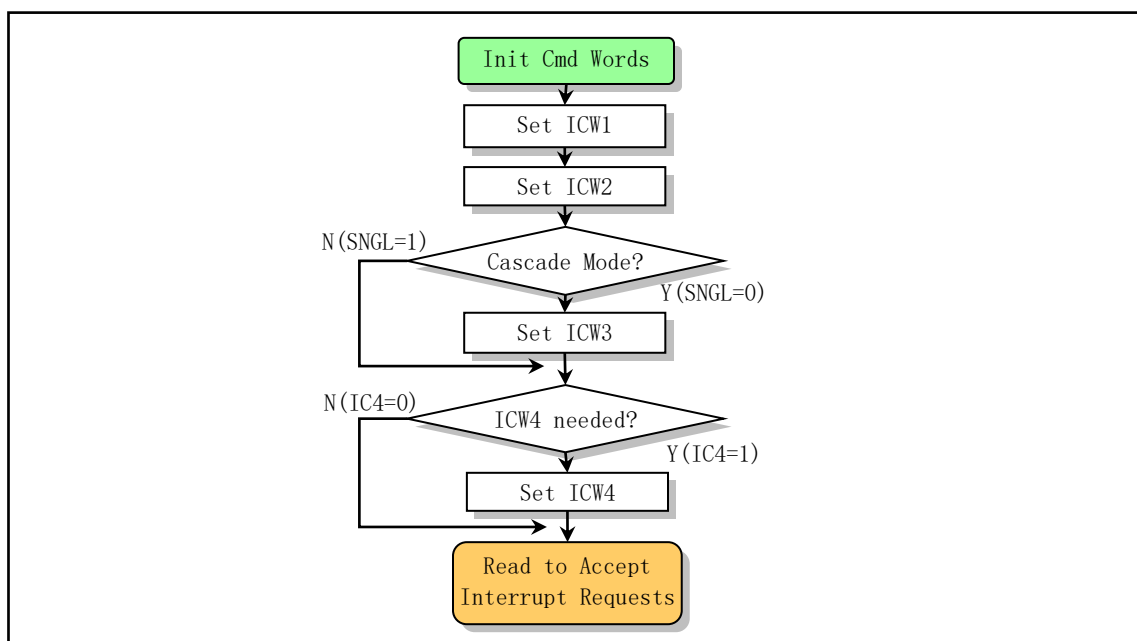 Init Cmd Words
Set ICW1
Set ICW2
N(SNGL=1)
Cascade Mode?
Y(SNGL=0)
Set ICW3
N(IC4=0)
ICW4 needed?
Y(IC4=1)
Set ICW4
Read to Accept
Interrupt Requests